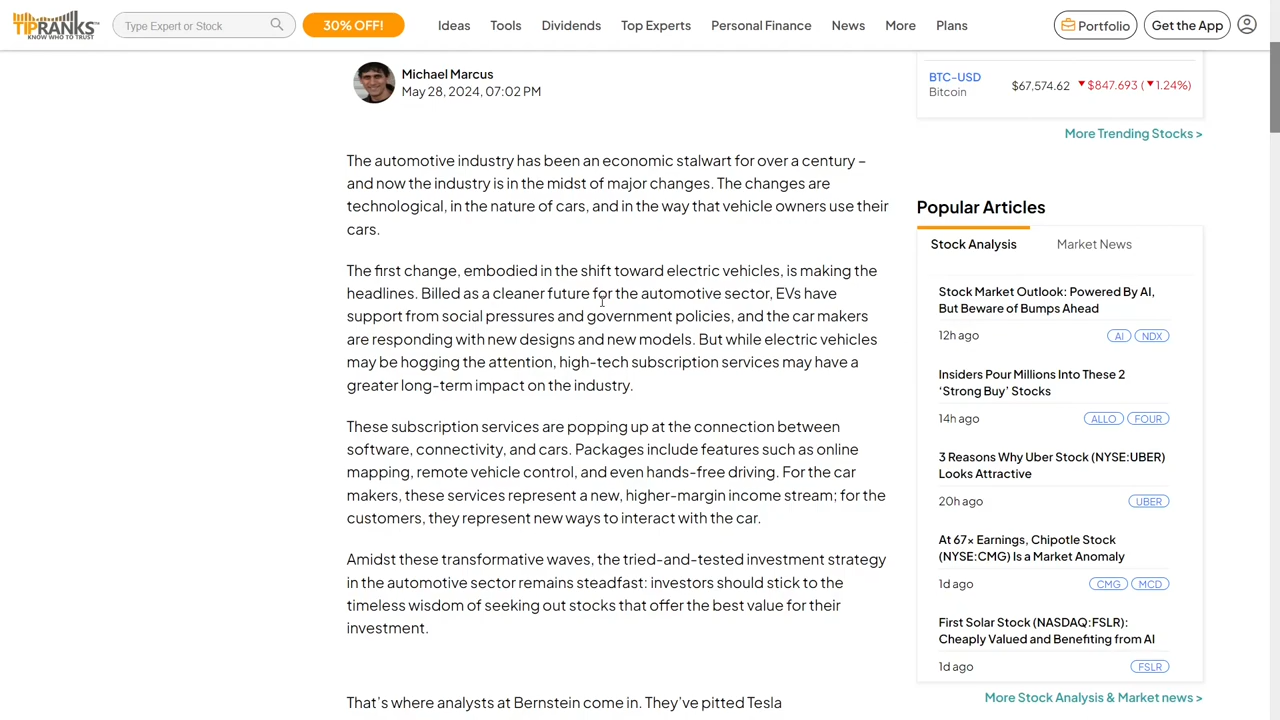 TIPRANKS
KNOW WHO TO TRUST
Type Expert or Stock
30% OFF!
Ideas
Tools
Dividends
Top Experts
Personal Finance
News
More
Plans
Portfolio
Get the App
Michael Marcus
May 28, 2024, 07:02 PM
The automotive industry has been an economic stalwart for over a century –
and now the industry is in the midst of major changes. The changes are
technological, in the nature of cars, and in the way that vehicle owners use their
cars.
The first change, embodied in the shift toward electric vehicles, is making the
headlines. Billed as a cleaner future for the automotive sector, EVs have
support from social pressures and government policies, and the car makers
are responding with new designs and new models. But while electric vehicles
may be hogging the attention, high-tech subscription services may have a
greater long-term impact on the industry.
These subscription services are popping up at the connection between
software, connectivity, and cars. Packages include features such as online
mapping, remote vehicle control, and even hands-free driving. For the car
makers, these services represent a new, higher-margin income stream; for the
customers, they represent new ways to interact with the car.
Amidst these transformative waves, the tried-and-tested investment strategy
in the automotive sector remains steadfast: investors should stick to the
timeless wisdom of seeking out stocks that offer the best value for their
investment.
That's where analysts at Bernstein come in. They've pitted Tesla
BTC-USD
Bitcoin
$67,574.62 ▼$847.693 (▼1.24%)
More Trending Stocks >
Popular Articles
Stock Analysis
Market News
Stock Market Outlook: Powered By AI,
But Beware of Bumps Ahead
12h ago
AI
NDX
Insiders Pour Millions Into These 2
‘Strong Buy’ Stocks
14h ago
ALLO
FOUR
3 Reasons Why Uber Stock (NYSE:UBER)
Looks Attractive
20h ago
UBER
At 67x Earnings, Chipotle Stock
(NYSE:CMG) Is a Market Anomaly
1d ago
CMG
MCD
First Solar Stock (NASDAQ:FSLR):
Cheaply Valued and Benefiting from AI
1d ago
FSLR
More Stock Analysis & Market news >